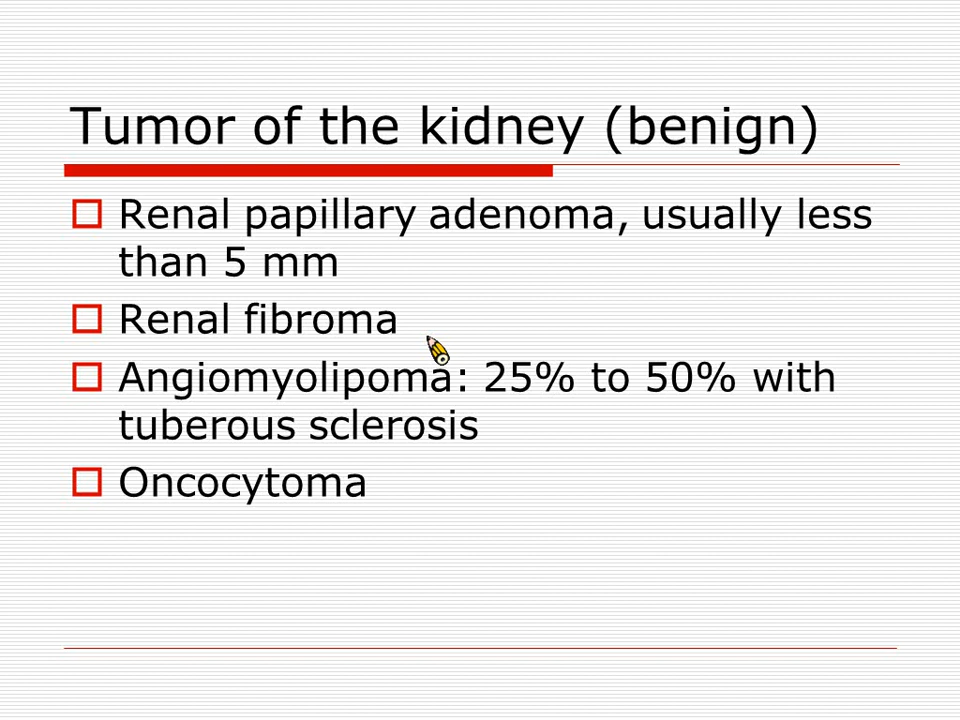 Tumor of the kidney (benign)
Renal papillary adenoma, usually less
than 5 mm
Renal fibroma
Angiomyolipoma: 25% to 50% with
tuberous sclerosis
Oncocytoma